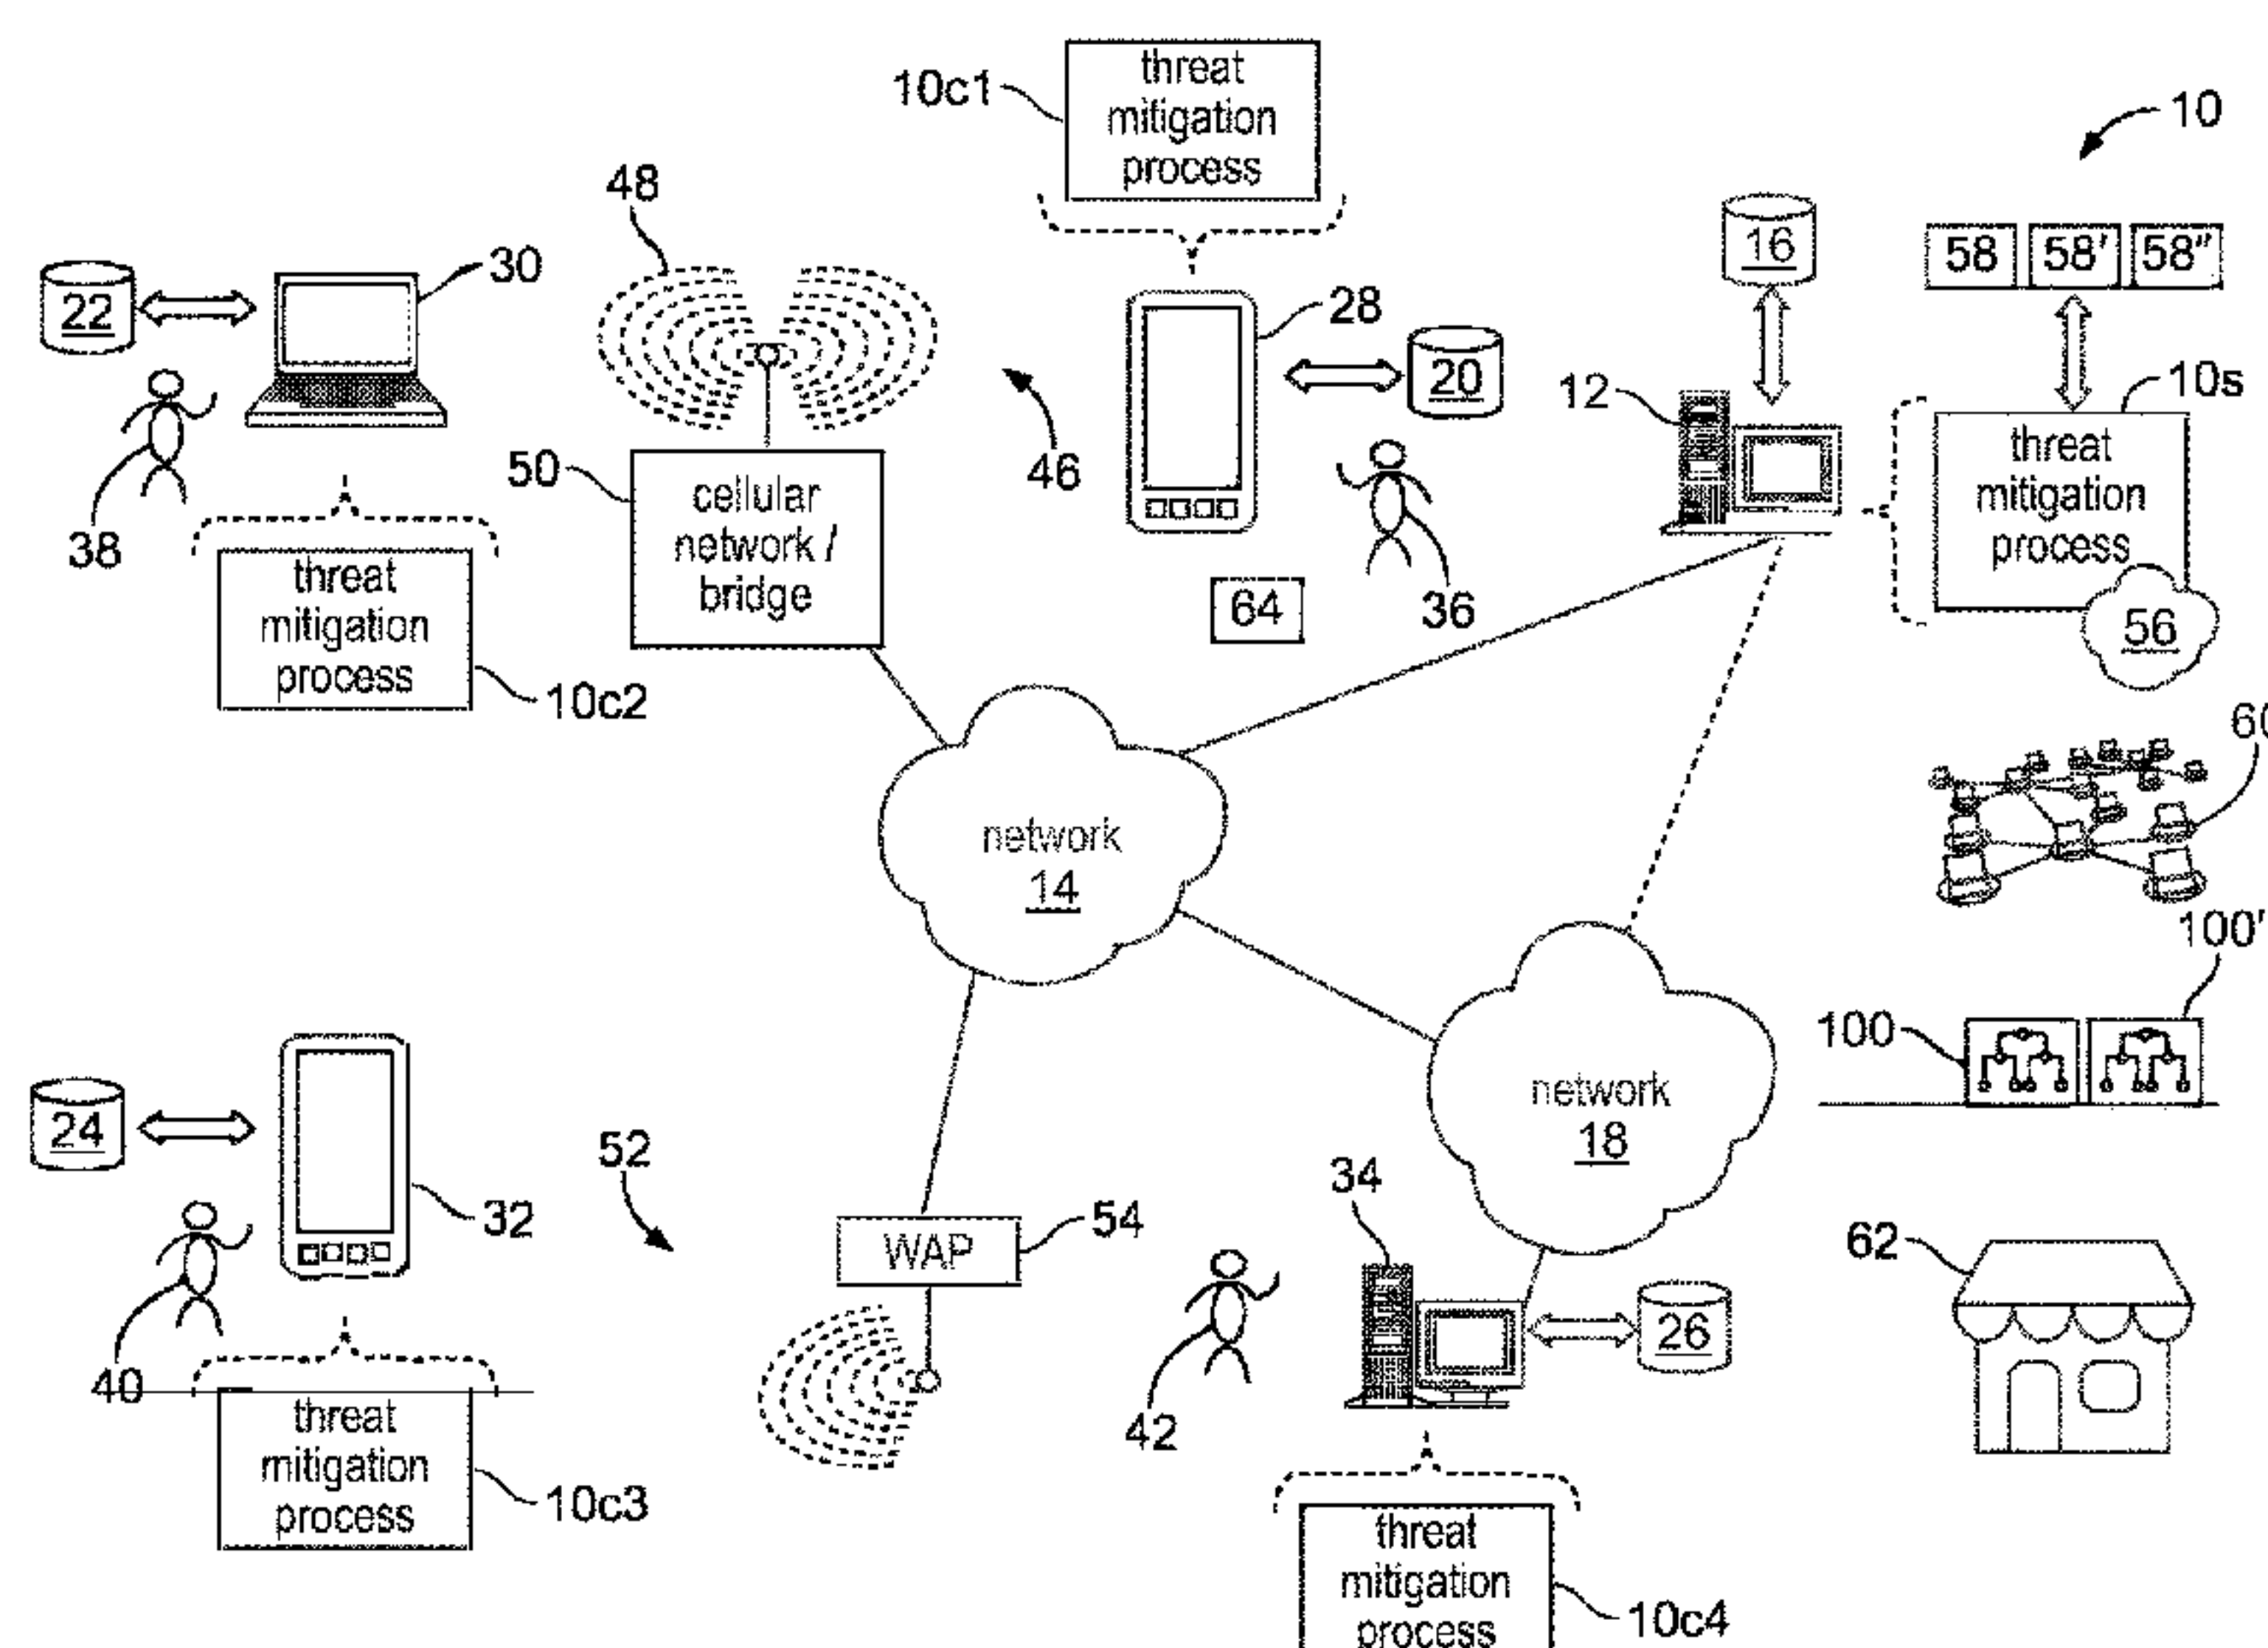 10c1
threat
mitigation
process
10
48
16
58
58'
58"
22
30
28
20
12
10s
threat
mitigation
process
56
38
threat
mitigation
process
10c2
50
cellular
network /
bridge
46
36
64
network
14
100'
100
network
18
24
32
52
34
WAP
54
62
26
40
42
threat
mitigation
process
10c3
threat
mitigation
process
10c4